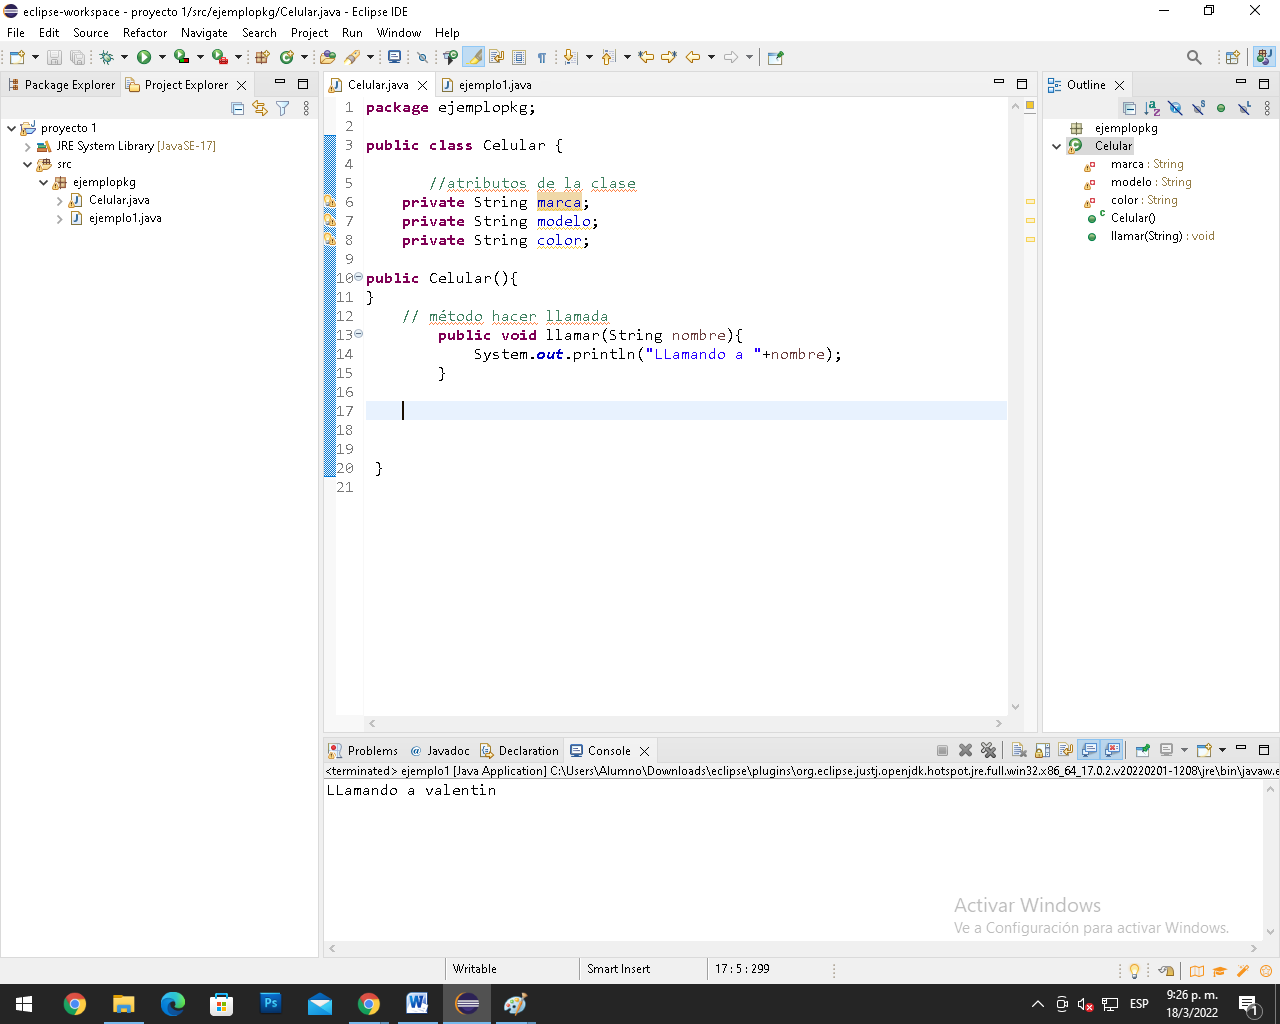 eclipse-workspace - proyecto 1/src/ejemplopkg/Celular.java - Eclipse IDE
File Edit Source Refactor Navigate Search Project Run Window Help
Package Explorer Project Explorer
proyecto 1
JRE System Library [JavaSE-17]
src
ejemplopkg
Celular.java
ejemplo1.java
Celular.java ejemplo1.java
1 package ejemplopkg;
2
3 public class Celular {
4
5 //atributos de la clase
6 private String marca;
7 private String modelo;
8 private String color;
9
10 public Celular(){
11 }
12 // método hacer llamada
13 public void llamar(String nombre){
14 System.out.println("LLamando a "+nombre);
15 }
16
17
18
19
20 }
21
Outline
ejemplopkg
Celular
marca : String
modelo : String
color : String
Celular()
llamar(String) : void
Problems @ Javadoc Declaration Console
<terminated> ejemplo1 [Java Application] C:\Users\Alumno\Downloads\eclipse\plugins\org.eclipse.justj.openjdk.hotspot.jre.full.win32.x86_64_17.0.2.v20220201-1208\jre\bin\javaw.e
LLamando a valentin
Activar Windows
Ve a Configuración para activar Windows.
Writable Smart Insert 17 : 5 : 299
Ps
W
ESP
9:26 p. m.
18/3/2022
1